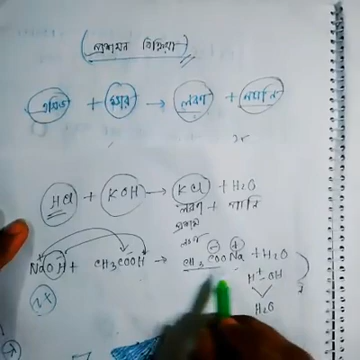 প্রশমন বিক্রিয়া
এসিড + ক্ষার → লবণ + পানি
HCl + KOH → KCl + H₂O
লবণ + পানি
NaOH + CH₃COOH → CH₃COONa + H₂O
H⁺ OH
H₂O